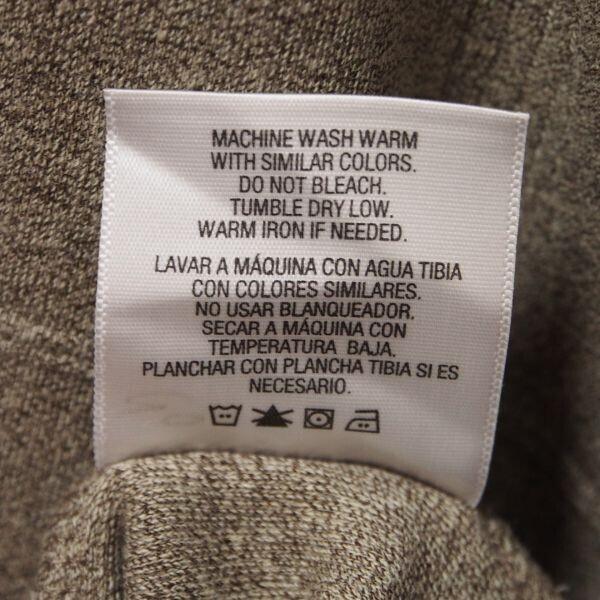 MACHINE WASH WARM
WITH SIMILAR COLORS.
DO NOT BLEACH.
TUMBLE DRY LOW.
WARM IRON IF NEEDED.
LAVAR A MÁQUINA CON AGUA TIBIA
CON COLORES SIMILARES.
NO USAR BLANQUEADOR.
SECAR A MÁQUINA CON
TEMPERATURA BAJA.
PLANCHAR CON PLANCHA TIBIA SI ES
NECESARIO.